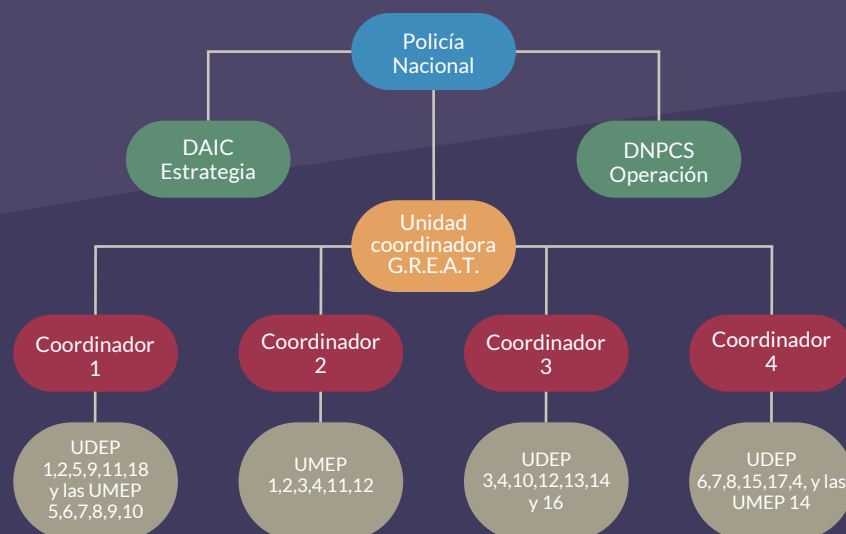 Policía
Nacional
DAIC
Estrategia
DNPCS
Operación
Unidad
coordinadora
G.R.E.A.T.
Coordinador
1
Coordinador
2
Coordinador
3
Coordinador
4
UDEP
1,2,5,9,11,18
y las UMEP
5,6,7,8,9,10
UMEP
1,2,3,4,11,12
UDEP
3,4,10,12,13,14
y 16
UDEP
6,7,8,15,17,4, y las
UMEP 14